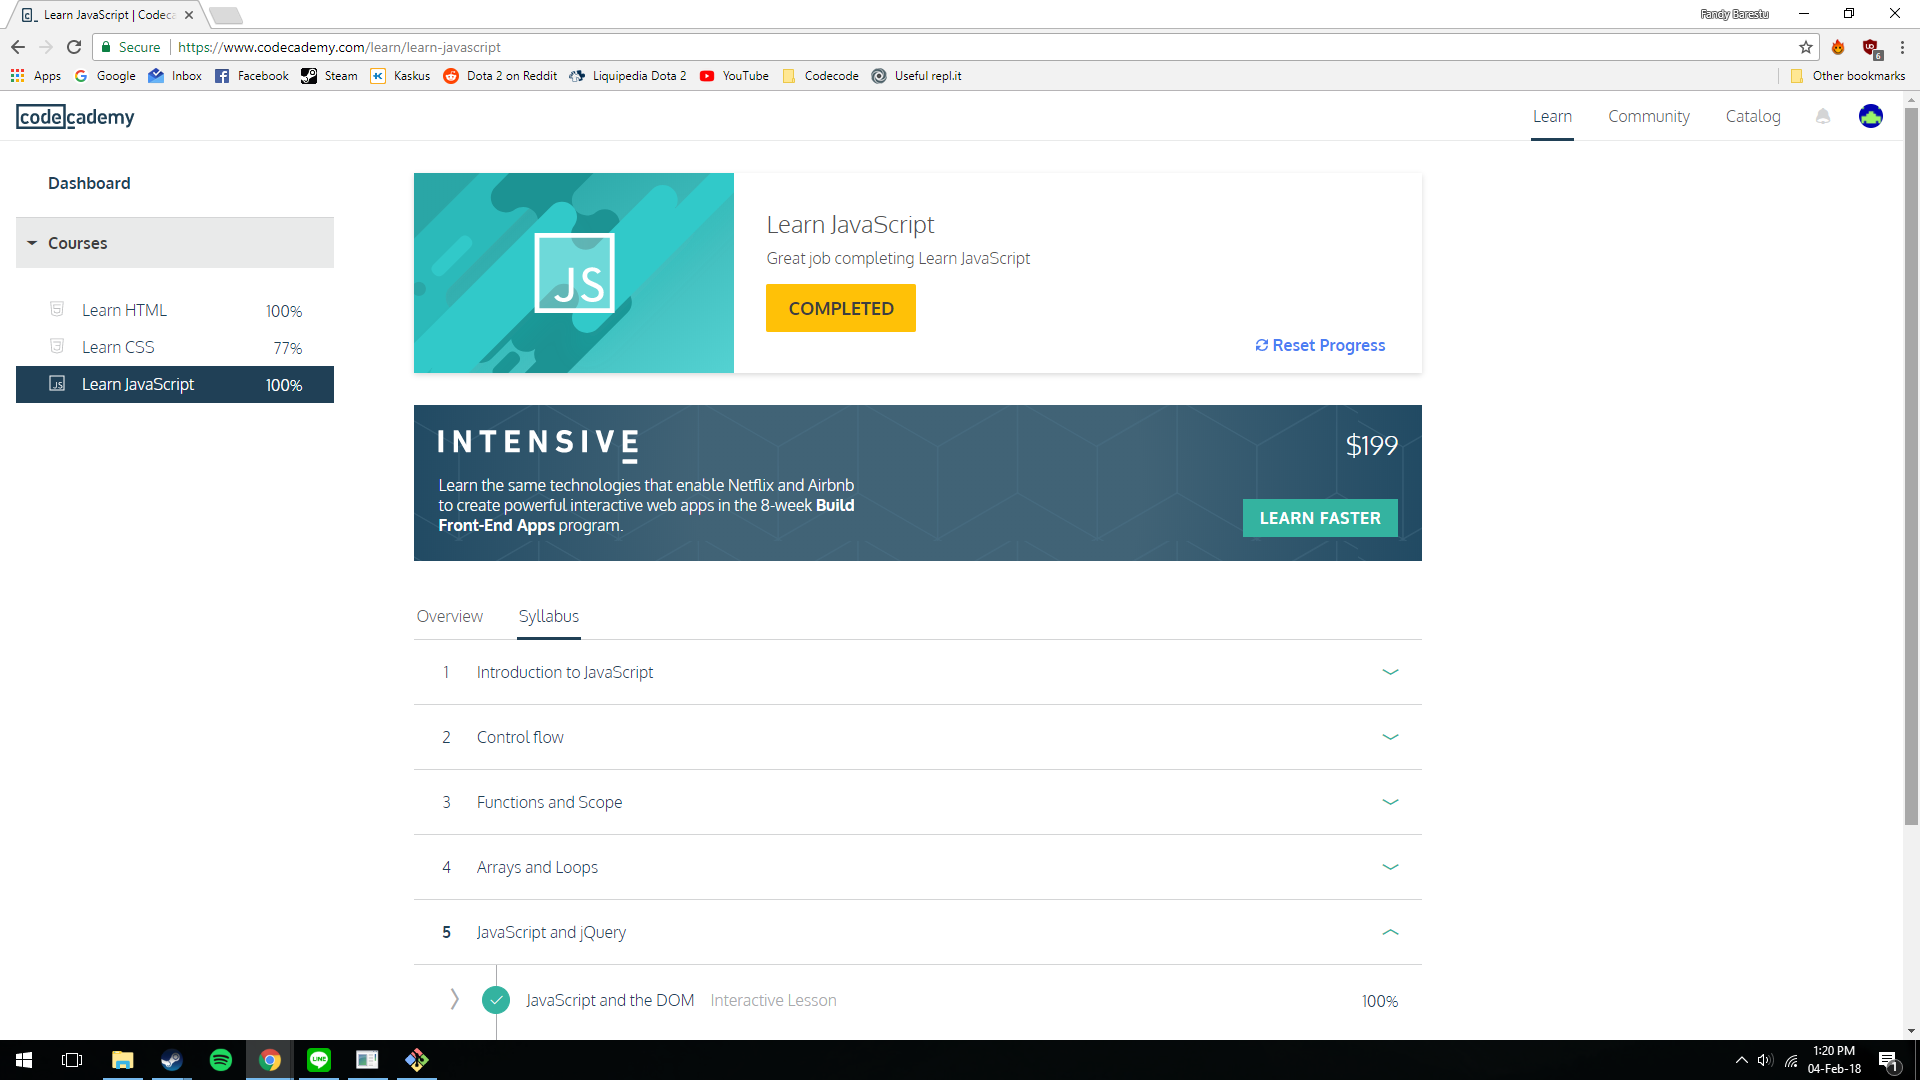 Learn JavaScript | Codec
Fandy Barestu
Secure
https://www.codecademy.com/learn/learn-javascript
Apps Google Inbox Facebook Steam Kaskus Dota 2 on Reddit Liquipedia Dota 2 YouTube Codecode Useful repl.it Other bookmarks
codecademy
Learn Community Catalog
Dashboard
Courses
Learn HTML 100%
Learn CSS 77%
JS Learn JavaScript 100%
JS
Learn JavaScript
Great job completing Learn JavaScript
COMPLETED
Reset Progress
INTENSIVE
$199
Learn the same technologies that enable Netflix and Airbnb
to create powerful interactive web apps in the 8-week Build
Front-End Apps program.
LEARN FASTER
Overview Syllabus
1 Introduction to JavaScript
2 Control flow
3 Functions and Scope
4 Arrays and Loops
5 JavaScript and jQuery
JavaScript and the DOM Interactive Lesson 100%
LINE
1:20 PM
04-Feb-18
1